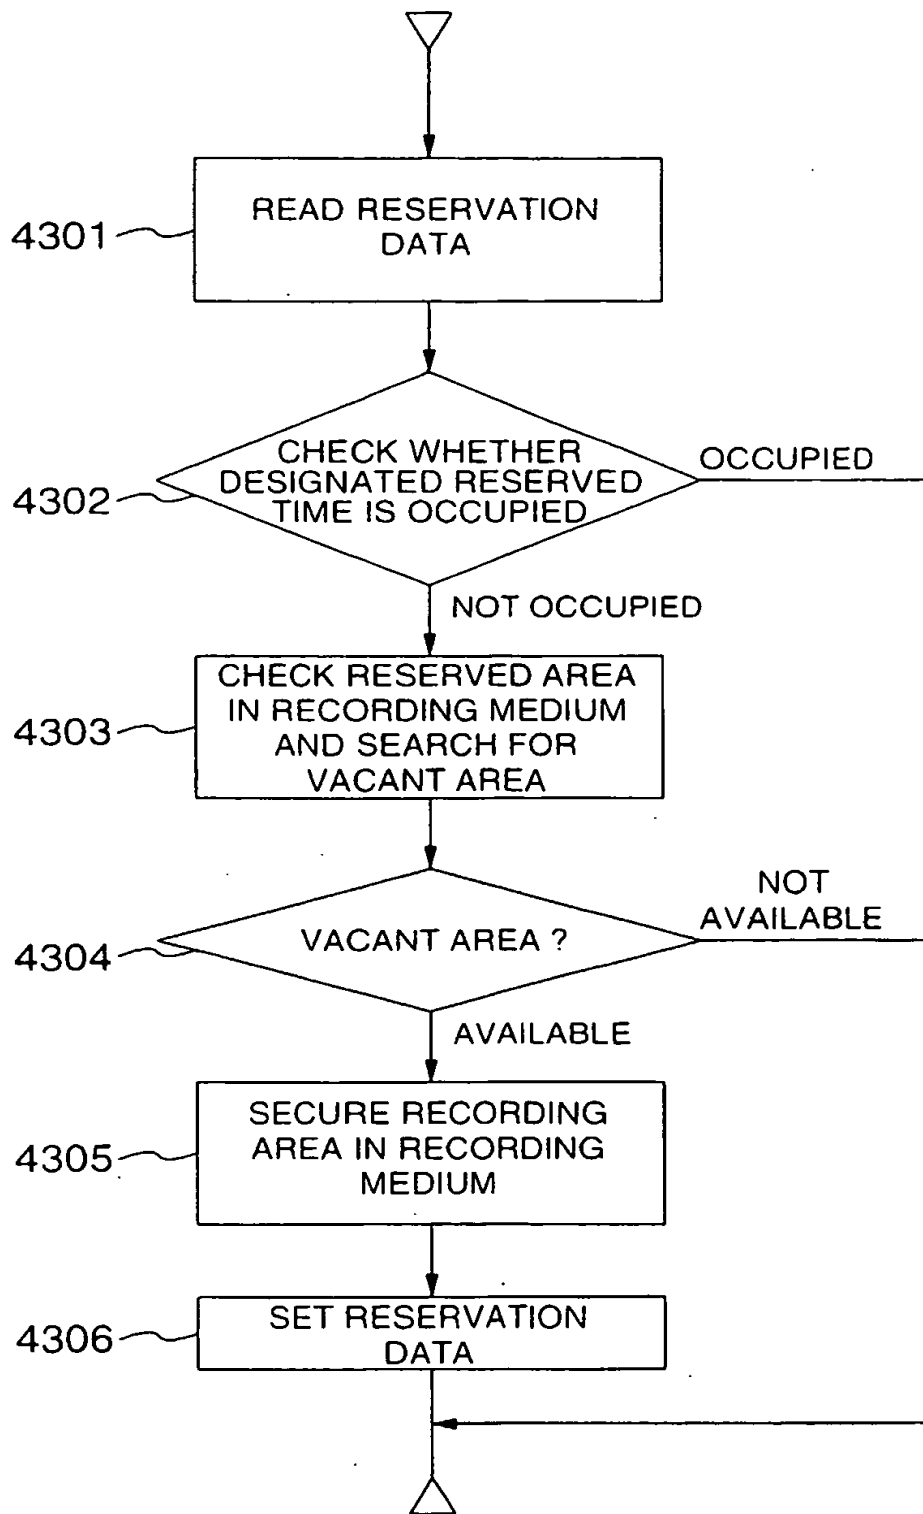 4301
READ RESERVATION
DATA
4302
CHECK WHETHER
DESIGNATED RESERVED
TIME IS OCCUPIED
OCCUPIED
NOT OCCUPIED
4303
CHECK RESERVED AREA
IN RECORDING MEDIUM
AND SEARCH FOR
VACANT AREA
4304
VACANT AREA ?
NOT
AVAILABLE
AVAILABLE
4305
SECURE RECORDING
AREA IN RECORDING
MEDIUM
4306
SET RESERVATION
DATA